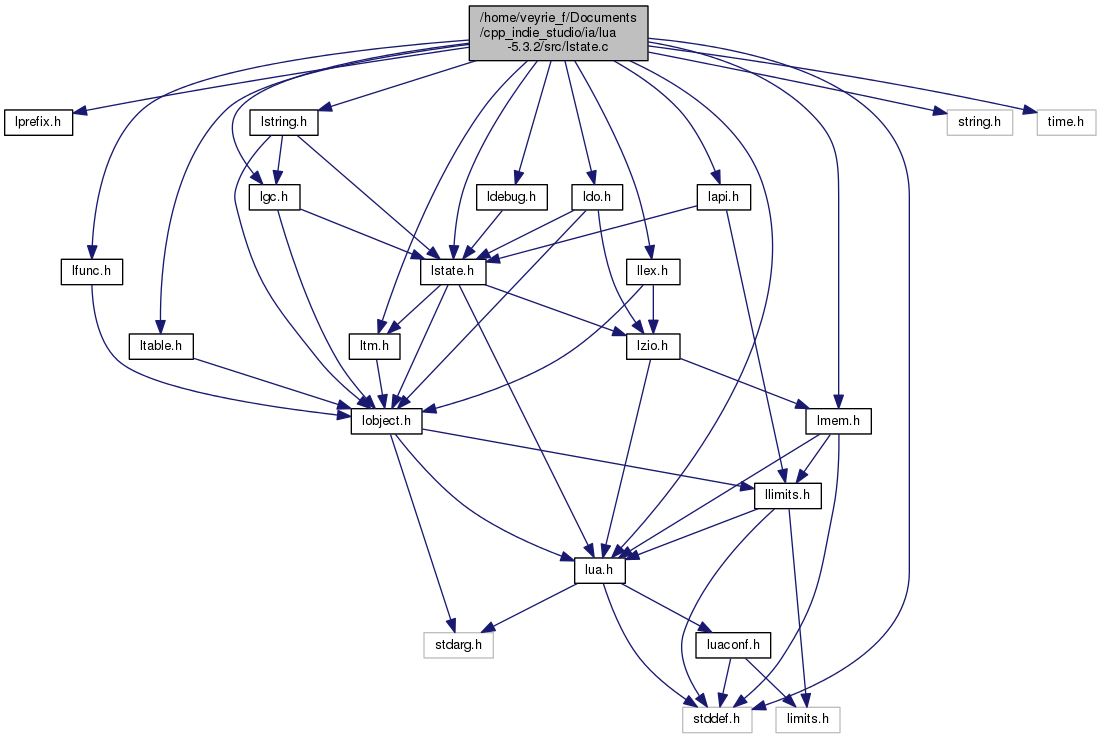 /home/veyrie_f/Documents
/cpp_indie_studio/ia/lua
-5.3.2/src/lstate.c
lprefix.h
lstring.h
string.h
time.h
lgc.h
ldebug.h
ldo.h
lapi.h
lfunc.h
lstate.h
llex.h
ltable.h
ltm.h
lzio.h
lobject.h
lmem.h
llimits.h
lua.h
stdarg.h
luaconf.h
stddef.h
limits.h